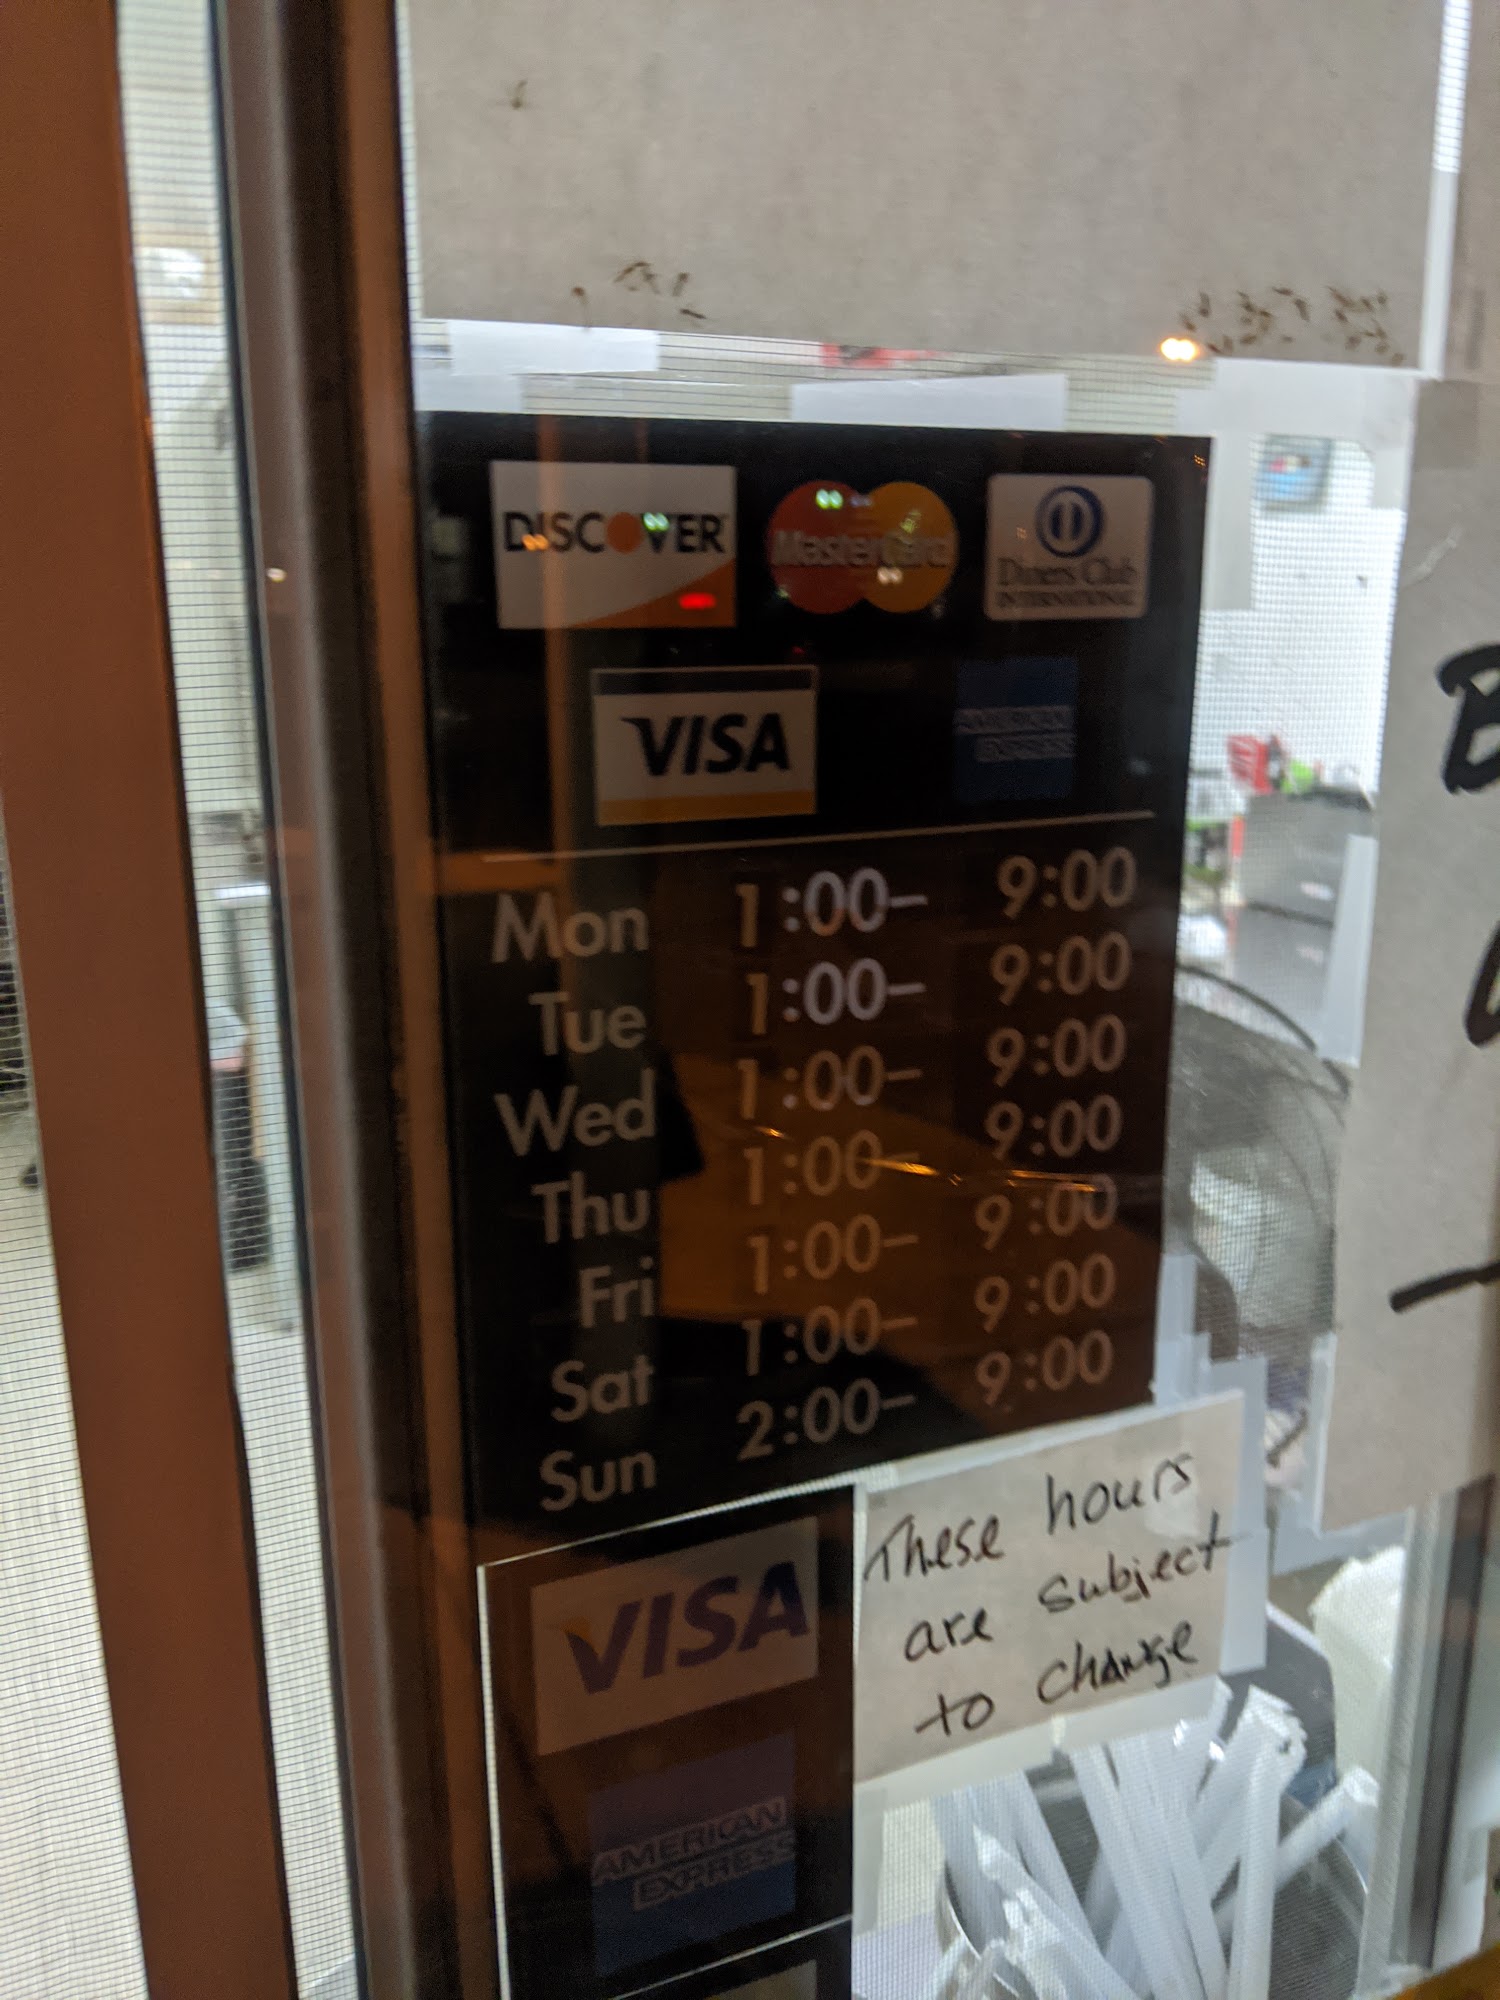 DISCOVER
MasterCard
Diners Club
INTERNATIONAL
VISA
AMERICAN
EXPRESS
Mon 1:00– 9:00
Tue 1:00– 9:00
Wed 1:00– 9:00
Thu 1:00– 9:00
Fri 1:00– 9:00
Sat 1:00– 9:00
Sun 2:00– 9:00
These hours
are subject
to change
VISA
AMERICAN
EXPRESS